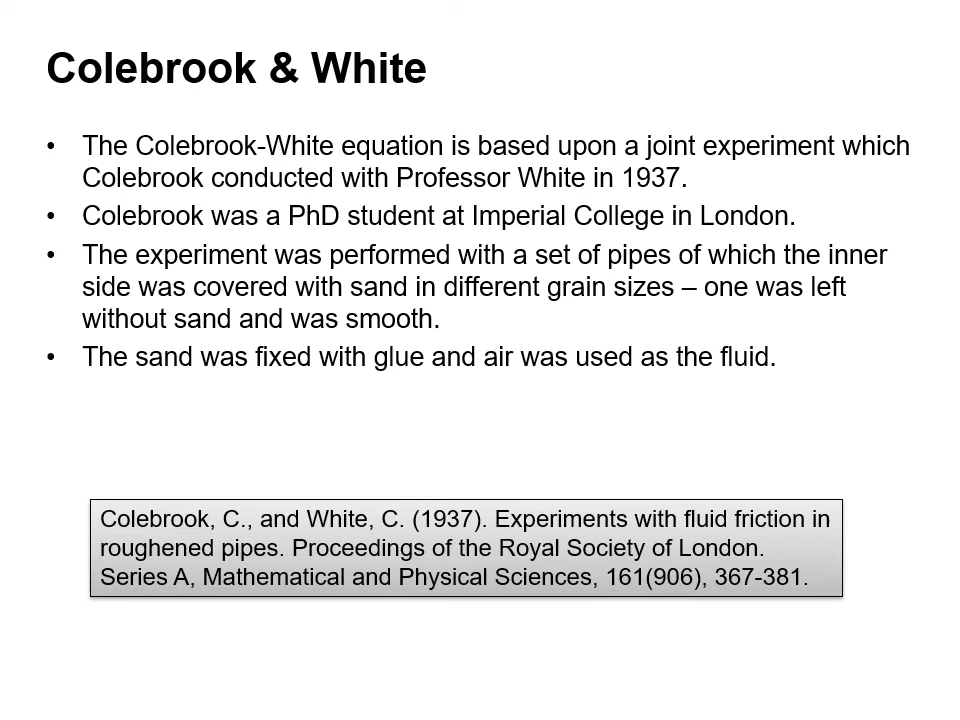 Colebrook & White
• The Colebrook-White equation is based upon a joint experiment which
Colebrook conducted with Professor White in 1937.
• Colebrook was a PhD student at Imperial College in London.
• The experiment was performed with a set of pipes of which the inner
side was covered with sand in different grain sizes – one was left
without sand and was smooth.
• The sand was fixed with glue and air was used as the fluid.
Colebrook, C., and White, C. (1937). Experiments with fluid friction in
roughened pipes. Proceedings of the Royal Society of London.
Series A, Mathematical and Physical Sciences, 161(906), 367-381.